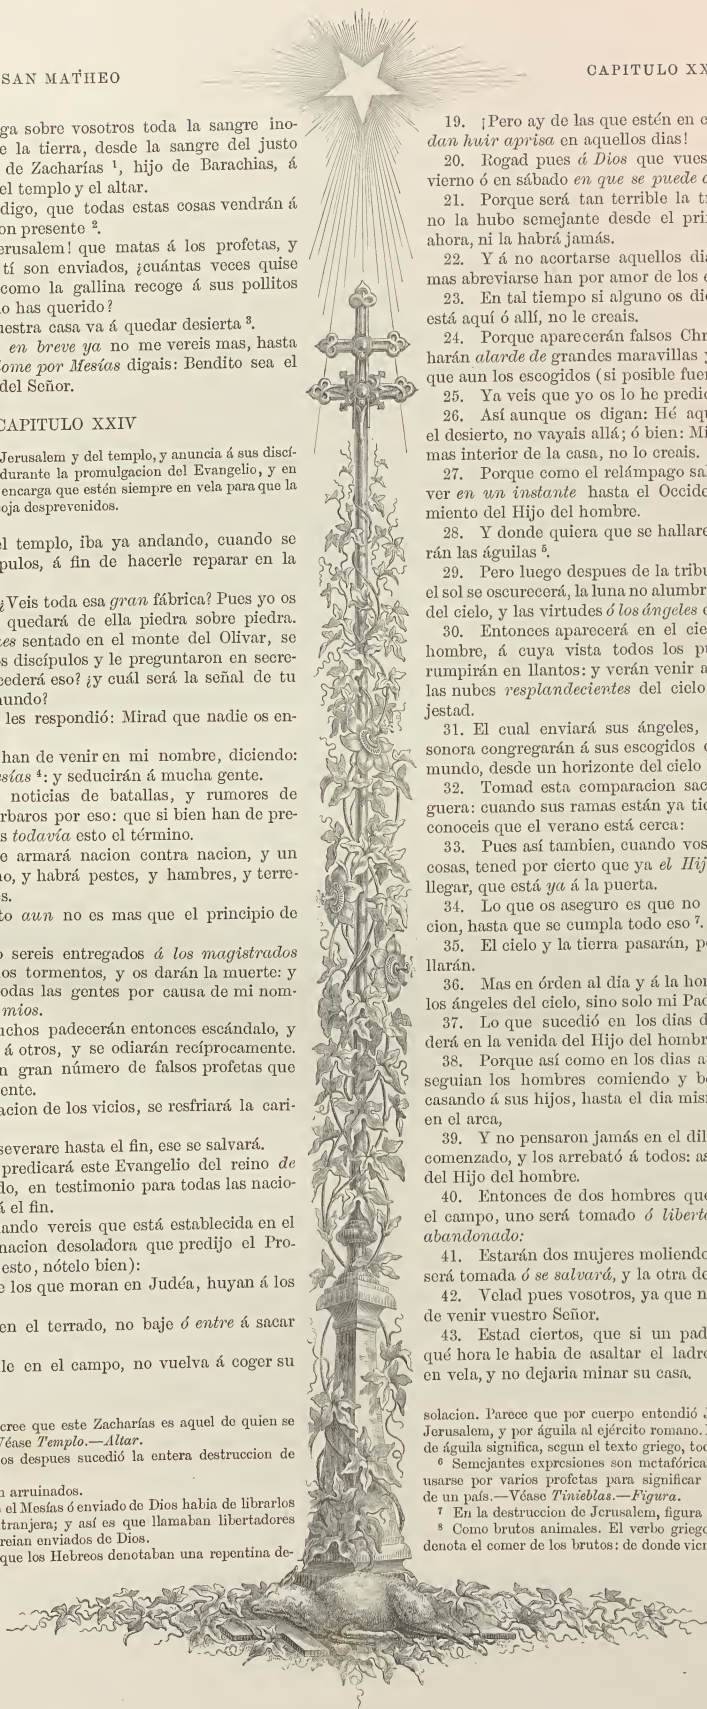 SAN MATHEO
ga sobre vosotros toda la sangre ino-
e la tierra, desde la sangre del justo
de Zacharías ¹, hijo de Barachias, á
el templo y el altar.
digo, que todas estas cosas vendrán á
on presente ².
erusalem! que matas á los profetas, y
tí son enviados, ¿cuántas veces quise
como la gallina recoge á sus pollitos
o has querido?
uestra casa va á quedar desierta ³.
en breve ya no me vereis mas, hasta
ome por Mesías digais: Bendito sea el
del Señor.
CAPITULO XXIV
Jerusalem y del templo, y anuncia á sus discí-
durante la promulgacion del Evangelio, y en
encarga que estén siempre en vela para que la
oja desprevenidos.
el templo, iba ya andando, cuando se
pulos, á fin de hacerle reparar en la
¿Veis toda esa gran fábrica? Pues yo os
quedará de ella piedra sobre piedra.
es sentado en el monte del Olivar, se
s discípulos y le preguntaron en secre-
cederá eso? ¿y cuál será la señal de tu
undo?
les respondió: Mirad que nadie os en-
han de venir en mi nombre, diciendo:
sías ⁴: y seducirán á mucha gente.
noticias de batallas, y rumores de
rbaros por eso: que si bien han de pre-
s todavía esto el término.
e armará nacion contra nacion, y un
no, y habrá pestes, y hambres, y terre-
s.
to aun no es mas que el principio de
o sereis entregados á los magistrados
los tormentos, y os darán la muerte: y
odas las gentes por causa de mi nom-
mios.
uchos padecerán entonces escándalo, y
á otros, y se odiarán recíprocamente.
n gran número de falsos profetas que
ente.
acion de los vicios, se resfriará la cari-
severare hasta el fin, ese se salvará.
predicará este Evangelio del reino de
do, en testimonio para todas las nacio-
á el fin.
ando vereis que está establecida en el
nacion desoladora que predijo el Pro-
esto, nótelo bien):
e los que moran en Judéa, huyan á los
en el terrado, no baje ó entre á sacar
lle en el campo, no vuelva á coger su
cree que este Zacharías es aquel de quien se
Véase Templo.—Altar.
os despues sucedió la entera destruccion de
n arruinados.
el Mesías ó enviado de Dios habia de librarlos
tranjera; y así es que llamaban libertadores
reian enviados de Dios.
que los Hebreos denotaban una repentina de-
CAPITULO XX
19. ¡Pero ay de las que estén en c
dan huir aprisa en aquellos dias!
20. Rogad pues á Dios que vues
vierno ó en sábado en que se puede c
21. Porque será tan terrible la tr
no la hubo semejante desde el pri
ahora, ni la habrá jamás.
22. Y á no acortarse aquellos dia
mas abreviarse han por amor de los e
23. En tal tiempo si alguno os dic
está aquí ó allí, no le creais.
24. Porque aparecerán falsos Chr
harán alarde de grandes maravillas y
que aun los escogidos (si posible fuer
25. Ya veis que yo os lo he predic
26. Así aunque os digan: Hé aqu
el desierto, no vayais allá; ó bien: Mi
mas interior de la casa, no lo creais.
27. Porque como el relámpago sal
ver en un instante hasta el Occide
miento del Hijo del hombre.
28. Y donde quiera que se hallare
rán las águilas ⁵.
29. Pero luego despues de la tribu
el sol se oscurecerá, la luna no alumbr
del cielo, y las virtudes ó los ángeles d
30. Entonces aparecerá en el cie
hombre, á cuya vista todos los pu
rumpirán en llantos: y verán venir a
las nubes resplandecientes del cielo
jestad.
31. El cual enviará sus ángeles,
sonora congregarán á sus escogidos d
mundo, desde un horizonte del cielo
32. Tomad esta comparacion sac
guera: cuando sus ramas están ya tie
conoceis que el verano está cerca:
33. Pues así tambien, cuando vos
cosas, tened por cierto que ya el Hij
llegar, que está ya á la puerta.
34. Lo que os aseguro es que no
cion, hasta que se cumpla todo eso ⁷.
35. El cielo y la tierra pasarán, p
llarán.
36. Mas en órden al dia y á la hor
los ángeles del cielo, sino solo mi Pad
37. Lo que sucedió en los dias d
derá en la venida del Hijo del hombr
38. Porque así como en los dias a
seguian los hombres comiendo y be
casando á sus hijos, hasta el dia mism
en el arca,
39. Y no pensaron jamás en el dil
comenzado, y los arrebató á todos: as
del Hijo del hombre.
40. Entonces de dos hombres que
el campo, uno será tomado ó liberta
abandonado:
41. Estarán dos mujeres moliendo
será tomada ó se salvará, y la otra de
42. Velad pues vosotros, ya que n
de venir vuestro Señor.
43. Estad ciertos, que si un pad
qué hora le habia de asaltar el ladro
en vela, y no dejaria minar su casa.
solacion. Parece que por cuerpo entendió J
Jerusalem, y por águila al ejército romano.
de águila significa, segun el texto griego, toc
⁶ Semejantes expresiones son metafórica
usarse por varios profetas para significar
de un país.—Véase Tinieblas.—Figura.
⁷ En la destruccion de Jerusalem, figura
⁸ Como brutos animales. El verbo grieg
denota el comer de los brutos: de donde vie